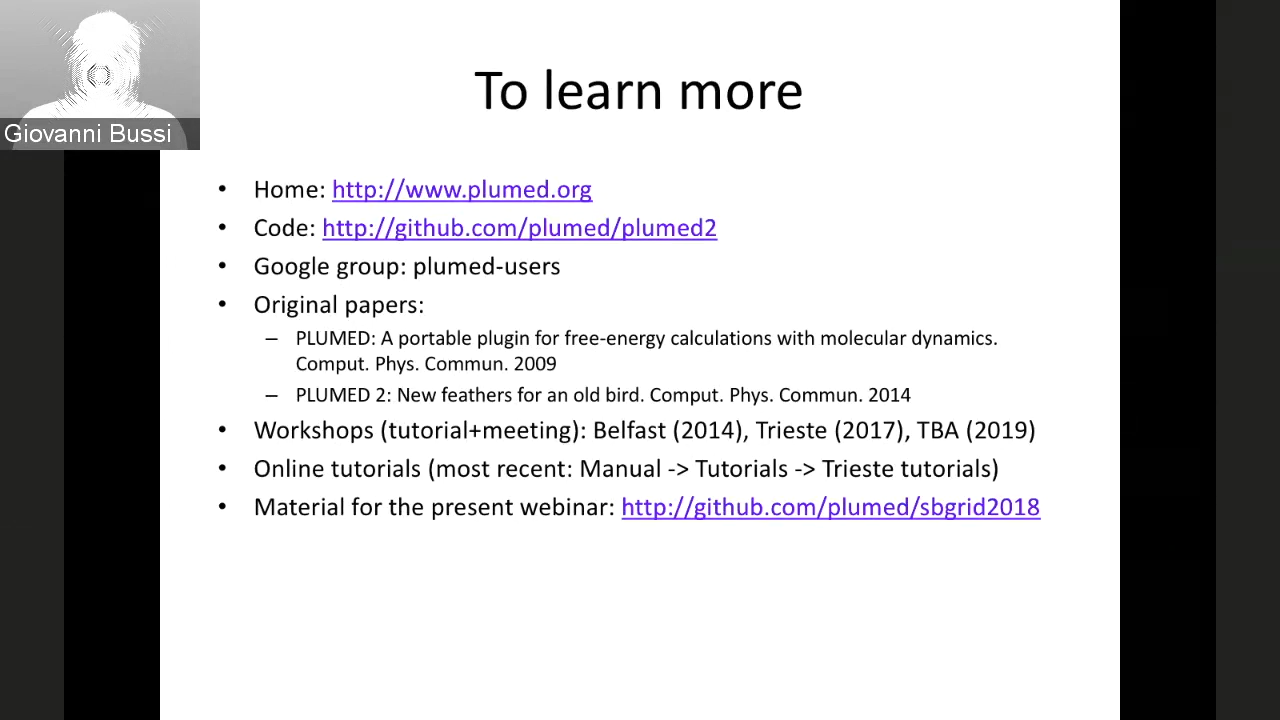 Giovanni Bussi
To learn more
• Home: http://www.plumed.org
• Code: http://github.com/plumed/plumed2
• Google group: plumed-users
• Original papers:
– PLUMED: A portable plugin for free-energy calculations with molecular dynamics.
Comput. Phys. Commun. 2009
– PLUMED 2: New feathers for an old bird. Comput. Phys. Commun. 2014
• Workshops (tutorial+meeting): Belfast (2014), Trieste (2017), TBA (2019)
• Online tutorials (most recent: Manual -> Tutorials -> Trieste tutorials)
• Material for the present webinar: http://github.com/plumed/sbgrid2018